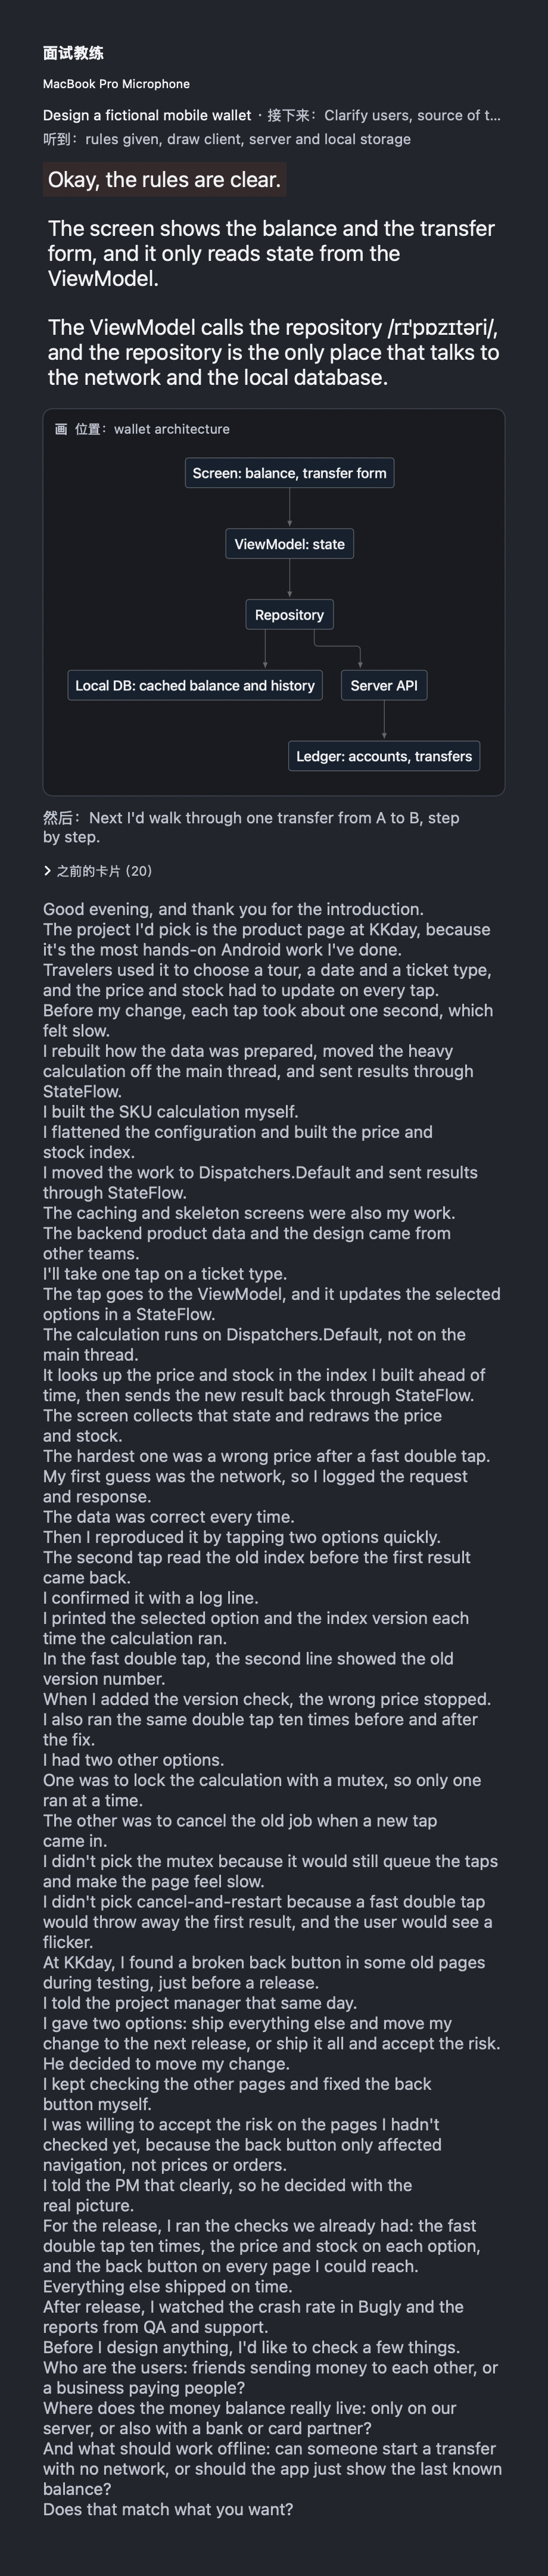 面试教练
MacBook Pro Microphone
Design a fictional mobile wallet · 接下来：Clarify users, source of t...
听到：rules given, draw client, server and local storage
Okay, the rules are clear.
The screen shows the balance and the transfer
form, and it only reads state from the
ViewModel.
The ViewModel calls the repository /rɪˈpɒzɪtəri/,
and the repository is the only place that talks to
the network and the local database.
画 位置：wallet architecture
Screen: balance, transfer form
ViewModel: state
Repository
Local DB: cached balance and history
Server API
Ledger: accounts, transfers
然后：Next I'd walk through one transfer from A to B, step
by step.
之前的卡片 (20)
Good evening, and thank you for the introduction.
The project I'd pick is the product page at KKday, because
it's the most hands-on Android work I've done.
Travelers used it to choose a tour, a date and a ticket type,
and the price and stock had to update on every tap.
Before my change, each tap took about one second, which
felt slow.
I rebuilt how the data was prepared, moved the heavy
calculation off the main thread, and sent results through
StateFlow.
I built the SKU calculation myself.
I flattened the configuration and built the price and
stock index.
I moved the work to Dispatchers.Default and sent results
through StateFlow.
The caching and skeleton screens were also my work.
The backend product data and the design came from
other teams.
I'll take one tap on a ticket type.
The tap goes to the ViewModel, and it updates the selected
options in a StateFlow.
The calculation runs on Dispatchers.Default, not on the
main thread.
It looks up the price and stock in the index I built ahead of
time, then sends the new result back through StateFlow.
The screen collects that state and redraws the price
and stock.
The hardest one was a wrong price after a fast double tap.
My first guess was the network, so I logged the request
and response.
The data was correct every time.
Then I reproduced it by tapping two options quickly.
The second tap read the old index before the first result
came back.
I confirmed it with a log line.
I printed the selected option and the index version each
time the calculation ran.
In the fast double tap, the second line showed the old
version number.
When I added the version check, the wrong price stopped.
I also ran the same double tap ten times before and after
the fix.
I had two other options.
One was to lock the calculation with a mutex, so only one
ran at a time.
The other was to cancel the old job when a new tap
came in.
I didn't pick the mutex because it would still queue the taps
and make the page feel slow.
I didn't pick cancel-and-restart because a fast double tap
would throw away the first result, and the user would see a
flicker.
At KKday, I found a broken back button in some old pages
during testing, just before a release.
I told the project manager that same day.
I gave two options: ship everything else and move my
change to the next release, or ship it all and accept the risk.
He decided to move my change.
I kept checking the other pages and fixed the back
button myself.
I was willing to accept the risk on the pages I hadn't
checked yet, because the back button only affected
navigation, not prices or orders.
I told the PM that clearly, so he decided with the
real picture.
For the release, I ran the checks we already had: the fast
double tap ten times, the price and stock on each option,
and the back button on every page I could reach.
Everything else shipped on time.
After release, I watched the crash rate in Bugly and the
reports from QA and support.
Before I design anything, I'd like to check a few things.
Who are the users: friends sending money to each other, or
a business paying people?
Where does the money balance really live: only on our
server, or also with a bank or card partner?
And what should work offline: can someone start a transfer
with no network, or should the app just show the last known
balance?
Does that match what you want?